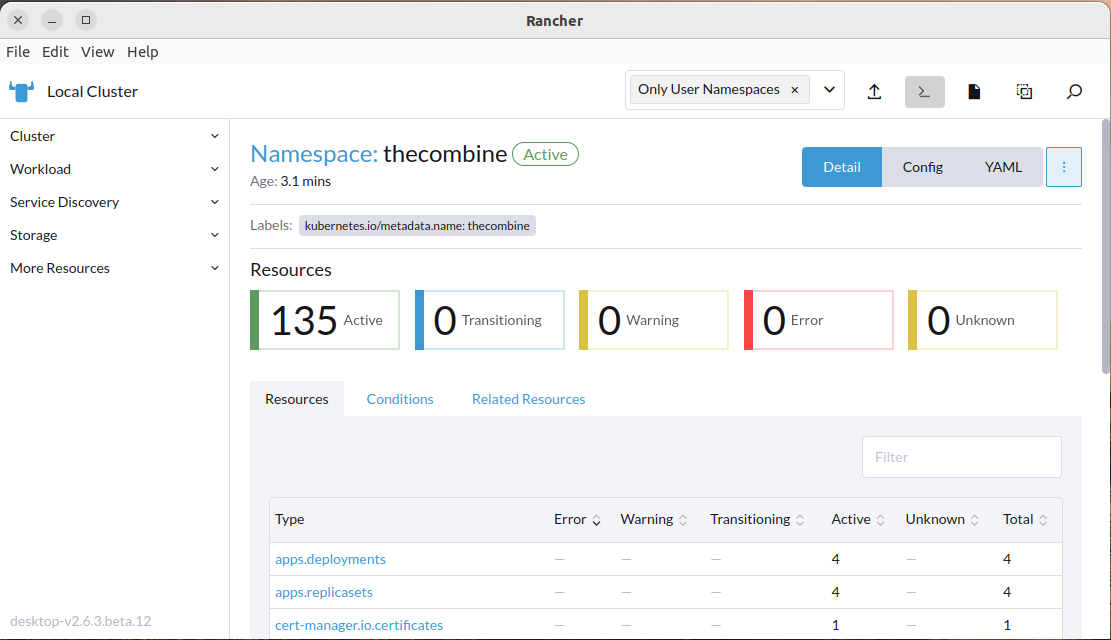 Rancher
File Edit View Help
Local Cluster
Only User Namespaces ×
Cluster
Workload
Service Discovery
Storage
More Resources
desktop-v2.6.3.beta.12
Namespace: thecombine Active
Age: 3.1 mins
Detail Config YAML
Labels: kubernetes.io/metadata.name: thecombine
Resources
135 Active 0 Transitioning 0 Warning 0 Error 0 Unknown
Resources Conditions Related Resources
Filter
Type Error Warning Transitioning Active Unknown Total
apps.deployments — — — 4 — 4
apps.replicasets — — — 4 — 4
cert-manager.io.certificates — — — 1 — 1